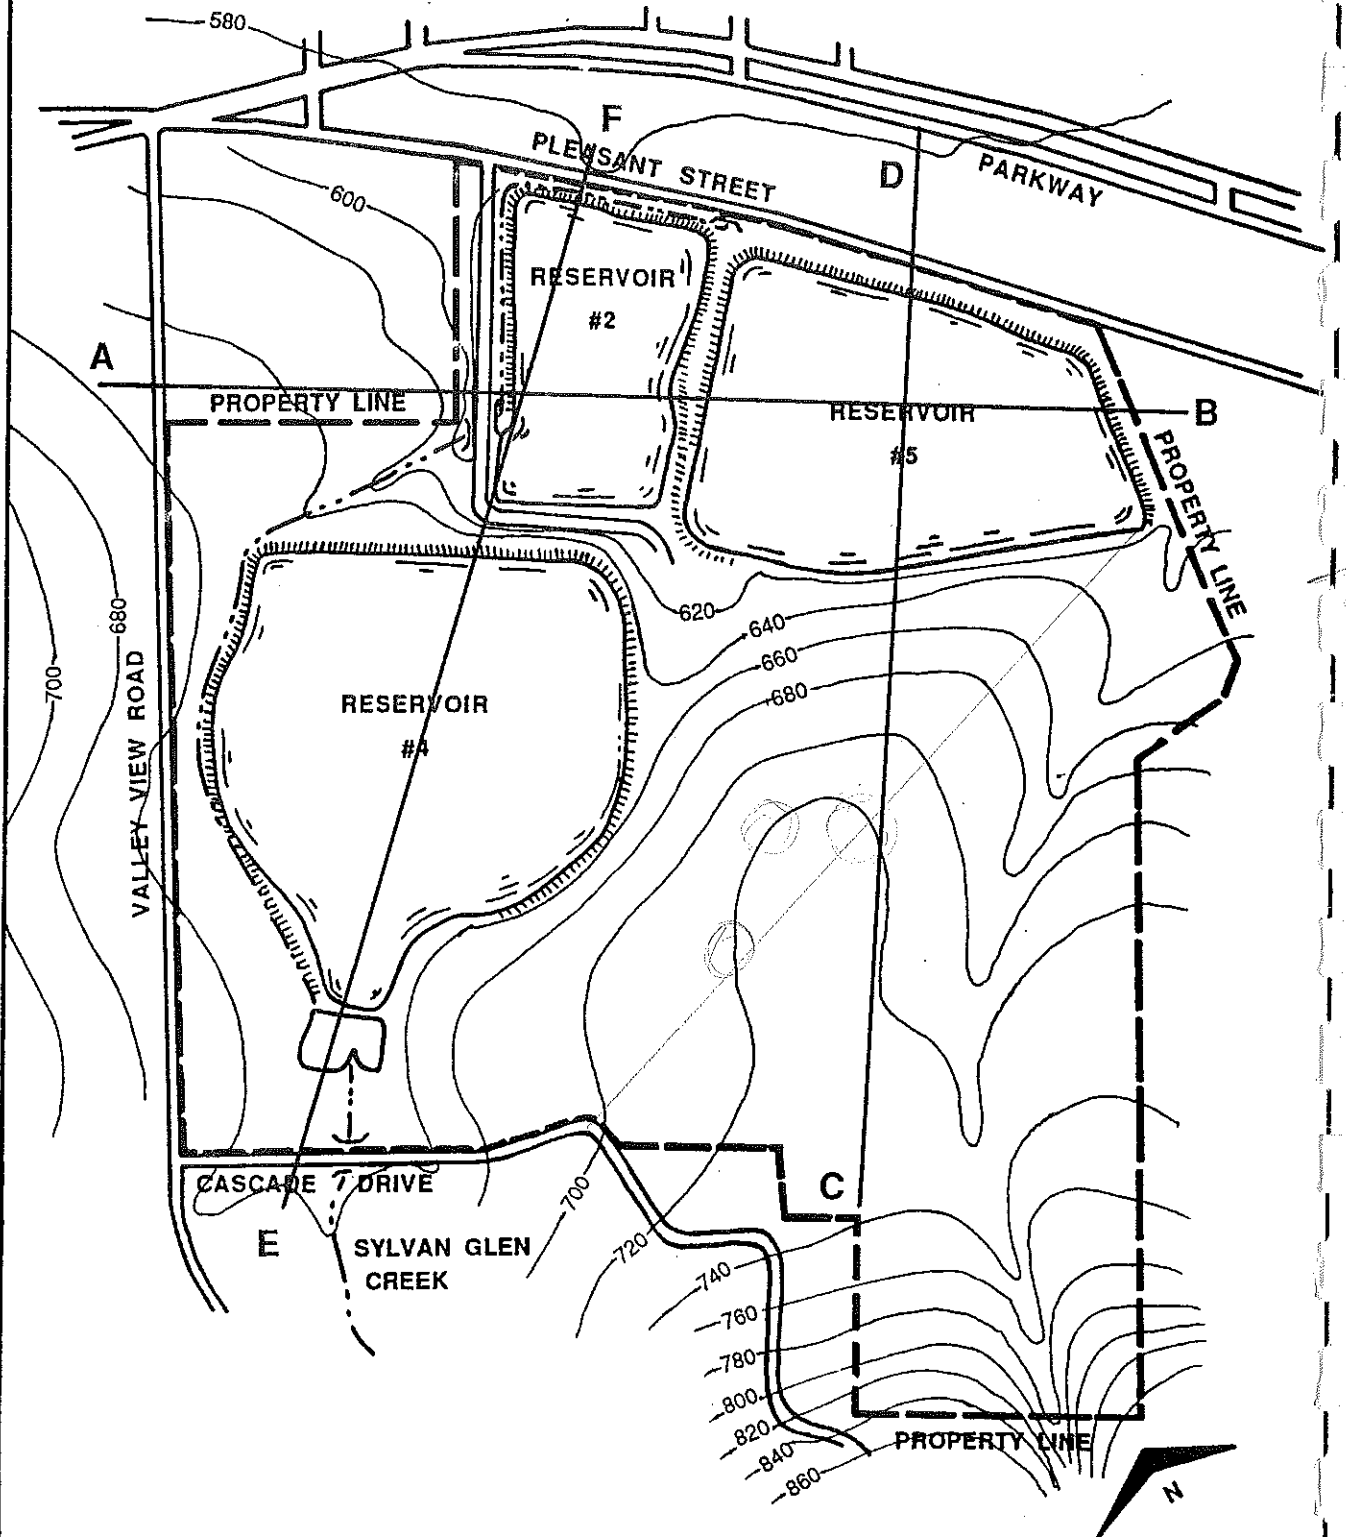 580
F
PLEASANT STREET
D
PARKWAY
600
RESERVOIR
#2
A
PROPERTY LINE
RESERVOIR
#5
B
PROPERTY LINE
620
640
660
680
680
700
VALLEY VIEW ROAD
RESERVOIR
#4
CASCADE DRIVE
C
E
SYLVAN GLEN
CREEK
700
720
740
760
780
800
820
840
860
PROPERTY LINE
N